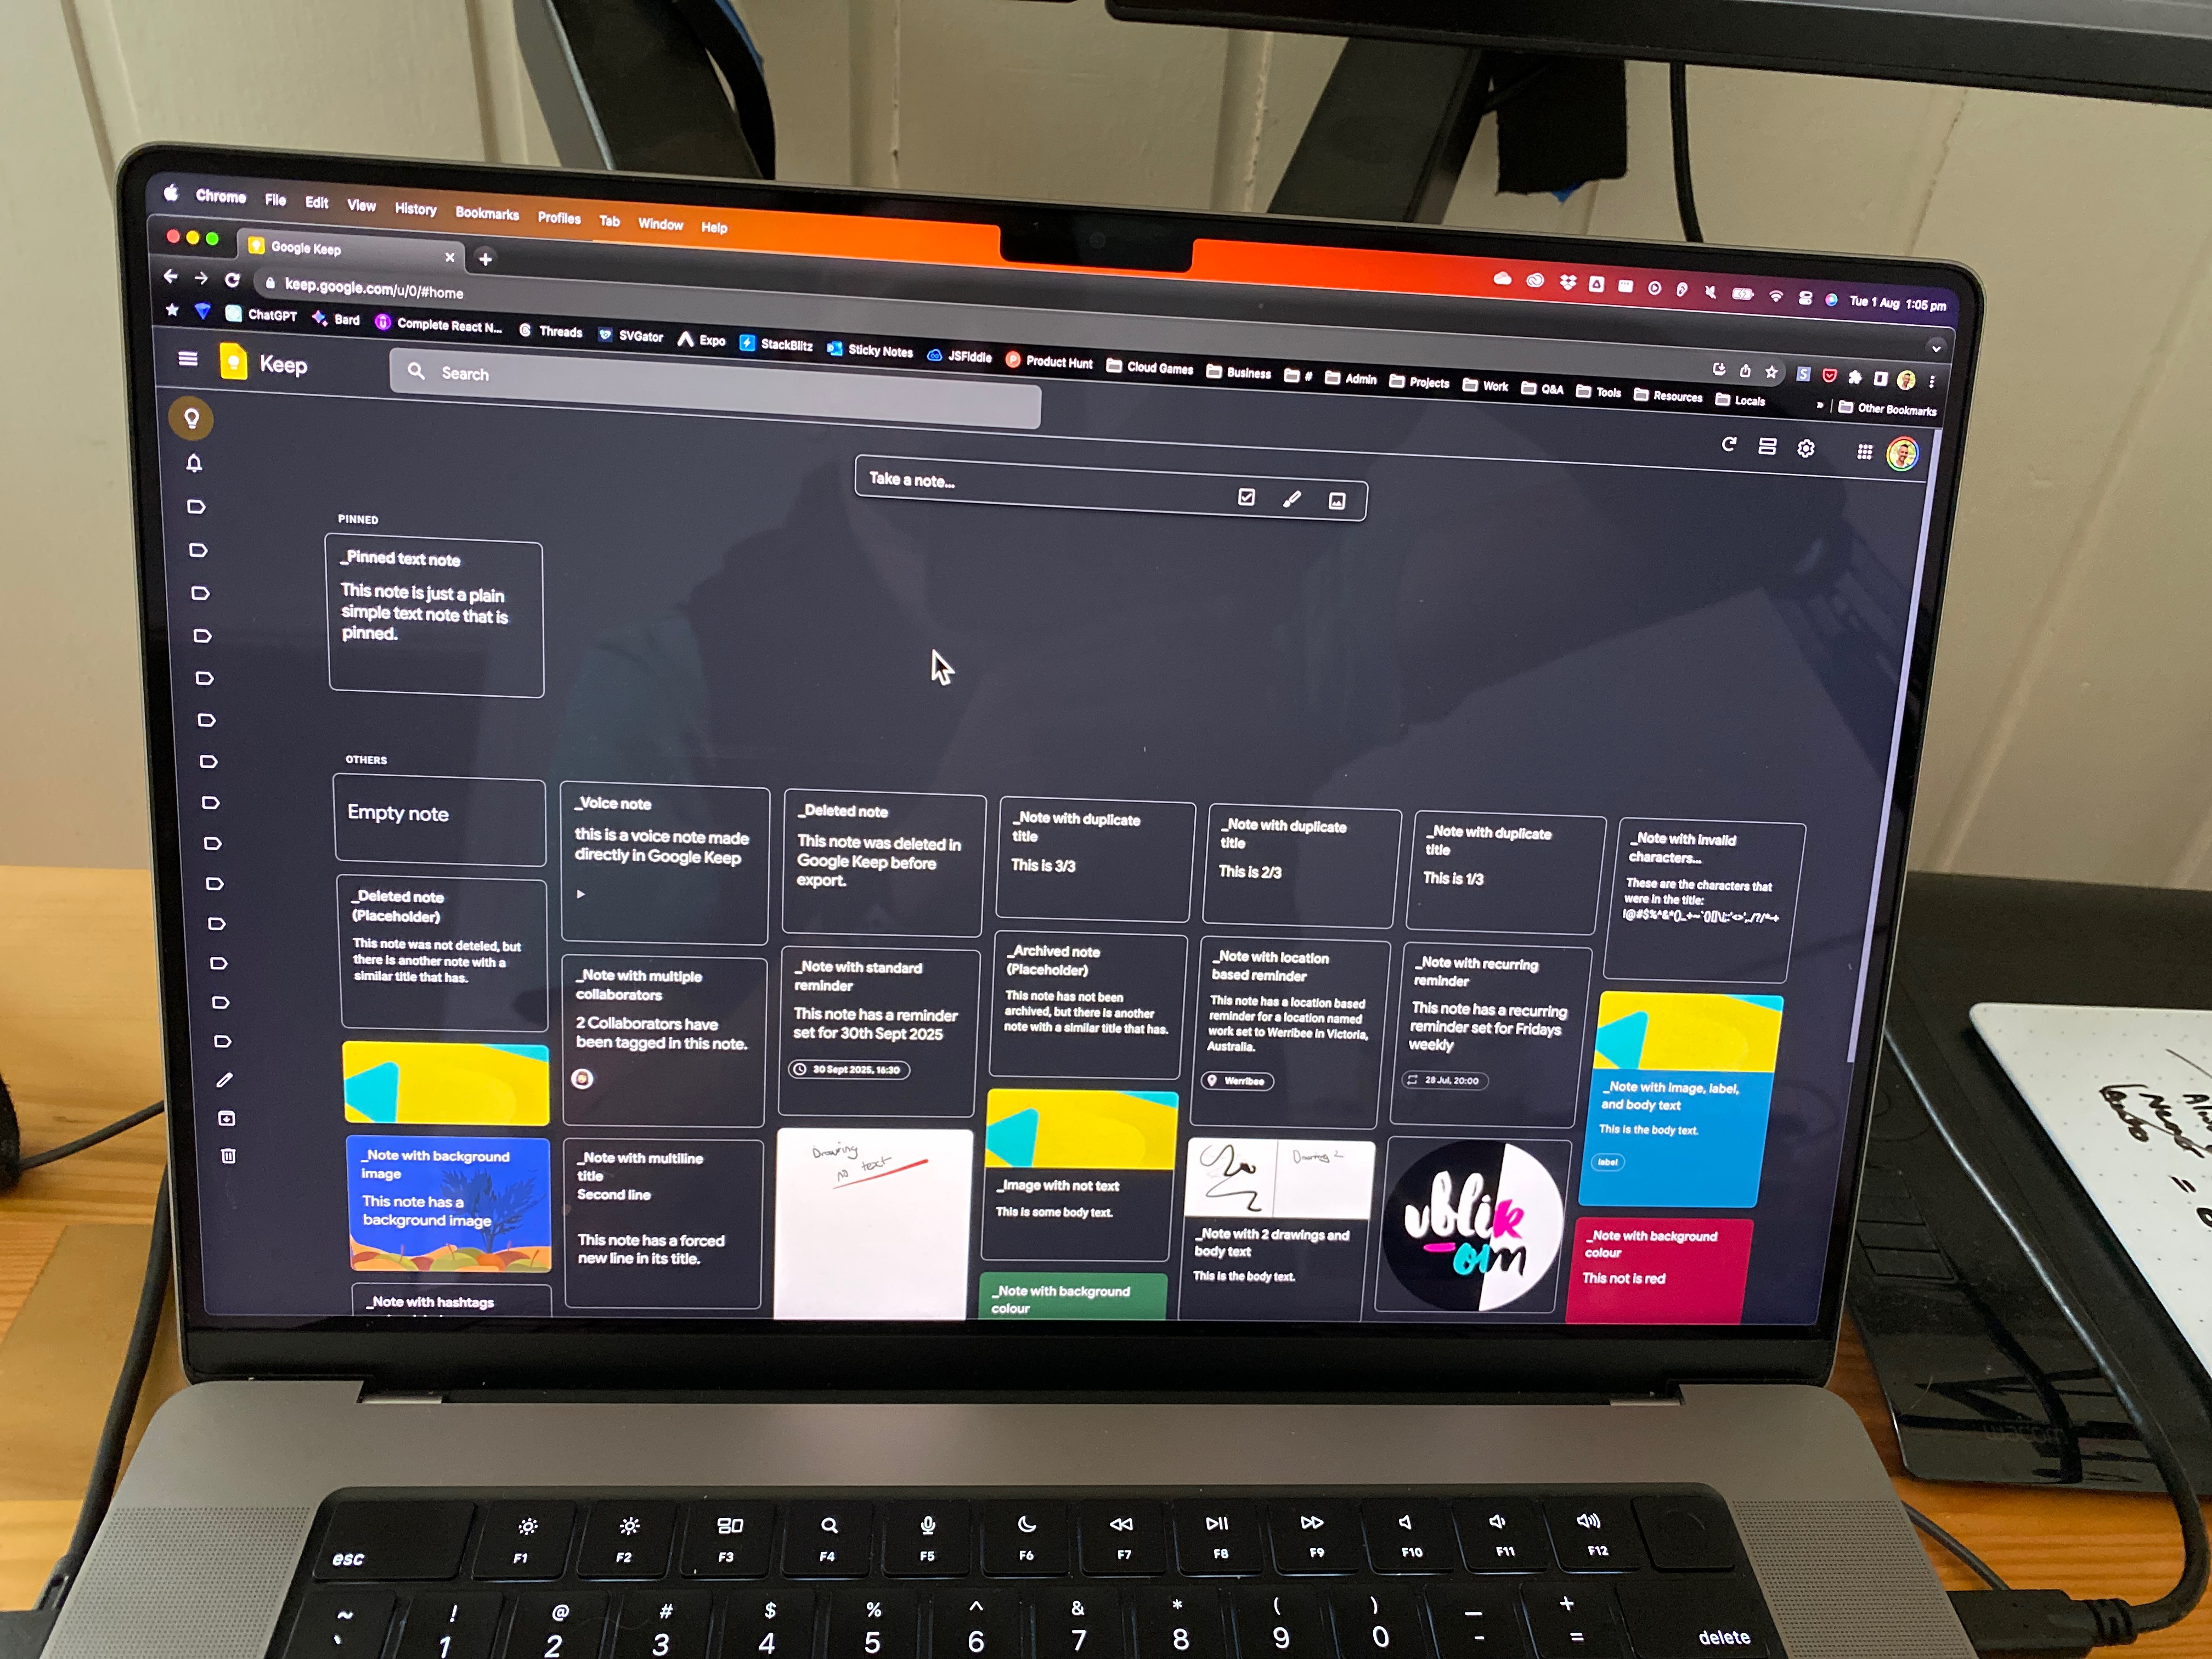 Chrome File Edit View History Bookmarks Profiles Tab Window Help
Tue 1 Aug 1:05 pm
Google Keep
keep.google.com/u/0/#home
ChatGPT Bard Complete React N... Threads SVGator Expo StackBlitz Sticky Notes JSFiddle Product Hunt Cloud Games Business # Admin Projects Work Q&A Tools Resources Locals » Other Bookmarks
Keep
Search
Take a note...
PINNED
_Pinned text note
This note is just a plain
simple text note that is
pinned.
OTHERS
Empty note
_Deleted note
(Placeholder)
This note was not deteled, but
there is another note with a
similar title that has.
_Note with background
image
This note has a
background image
_Note with hashtags
_Voice note
this is a voice note made
directly in Google Keep
_Note with multiple
collaborators
2 Collaborators have
been tagged in this note.
_Note with multiline
title
Second line
This note has a forced
new line in its title.
_Deleted note
This note was deleted in
Google Keep before
export.
_Note with standard
reminder
This note has a reminder
set for 30th Sept 2025
30 Sept 2025, 16:30
Drawing
no text
_Note with duplicate
title
This is 3/3
_Archived note
(Placeholder)
This note has not been
archived, but there is another
note with a similar title that has.
_Image with not text
This is some body text.
_Note with background
colour
_Note with duplicate
title
This is 2/3
_Note with location
based reminder
This note has a location based
reminder for a location named
work set to Werribee in Victoria,
Australia.
Werribee
Drawing 2
_Note with 2 drawings and
body text
This is the body text.
_Note with duplicate
title
This is 1/3
_Note with recurring
reminder
This note has a recurring
reminder set for Fridays
weekly
28 Jul, 20:00
_Note with invalid
characters...
These are the characters that
were in the title:
_Note with image, label,
and body text
This is the body text.
label
_Note with background
colour
This not is red
wacom
esc F1 F2 F3 F4 F5 F6 F7 F8 F9 F10 F11 F12
~ ! @ # $ % ^ & * ( ) _ +
` 1 2 3 4 5 6 7 8 9 0 - = delete